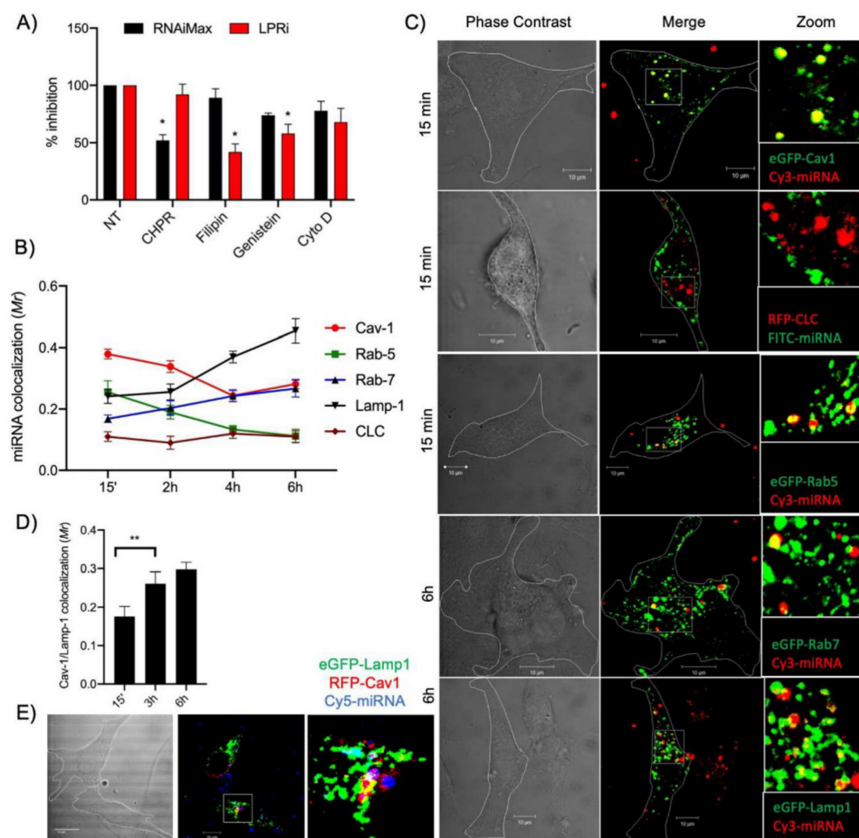 A)
RNAiMax LPRi
% inhibition
150
100
50
0
*
*
*
NT
CHPR
Filipin
Genistein
Cyto D
B)
miRNA colocalization (Mr)
0.6
0.4
0.2
0.0
15' 2h 4h 6h
Cav-1
Rab-5
Rab-7
Lamp-1
CLC
D)
Cav-1/Lamp-1 colocalization (Mr)
0.4
0.3
0.2
0.1
0.0
**
15'
3h
6h
eGFP-Lamp1
RFP-Cav1
Cy5-miRNA
E)
C)
Phase Contrast Merge Zoom
15 min
10 μm
10 μm
eGFP-Cav1
Cy3-miRNA
15 min
10 μm
10 μm
RFP-CLC
FITC-miRNA
15 min
10 μm
10 μm
eGFP-Rab5
Cy3-miRNA
6h
10 μm
10 μm
eGFP-Rab7
Cy3-miRNA
6h
10 μm
10 μm
eGFP-Lamp1
Cy3-miRNA